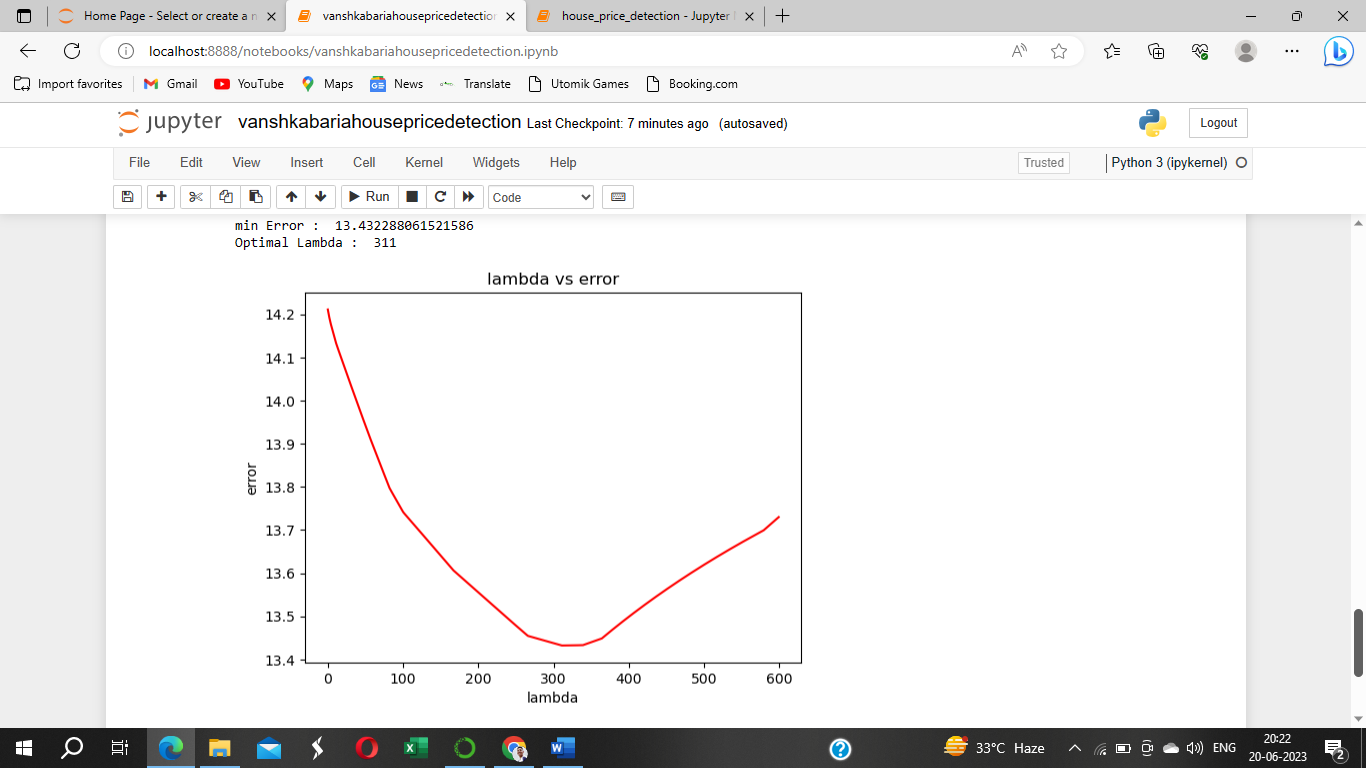 Home Page - Select or create a n
vanshkabariahousepricedetection
house_price_detection - Jupyter
localhost:8888/notebooks/vanshkabariahousepricedetection.ipynb
Import favorites Gmail YouTube Maps News Translate Utomik Games Booking.com
jupyter vanshkabariahousepricedetection Last Checkpoint: 7 minutes ago (autosaved) Logout
File Edit View Insert Cell Kernel Widgets Help Trusted Python 3 (ipykernel)
Run Code
min Error : 13.432288061521586
Optimal Lambda : 311
lambda vs error
14.2
14.1
14.0
13.9
13.8
13.7
13.6
13.5
13.4
error
0 100 200 300 400 500 600
lambda
33°C Haze ENG 20:22
20-06-2023
2